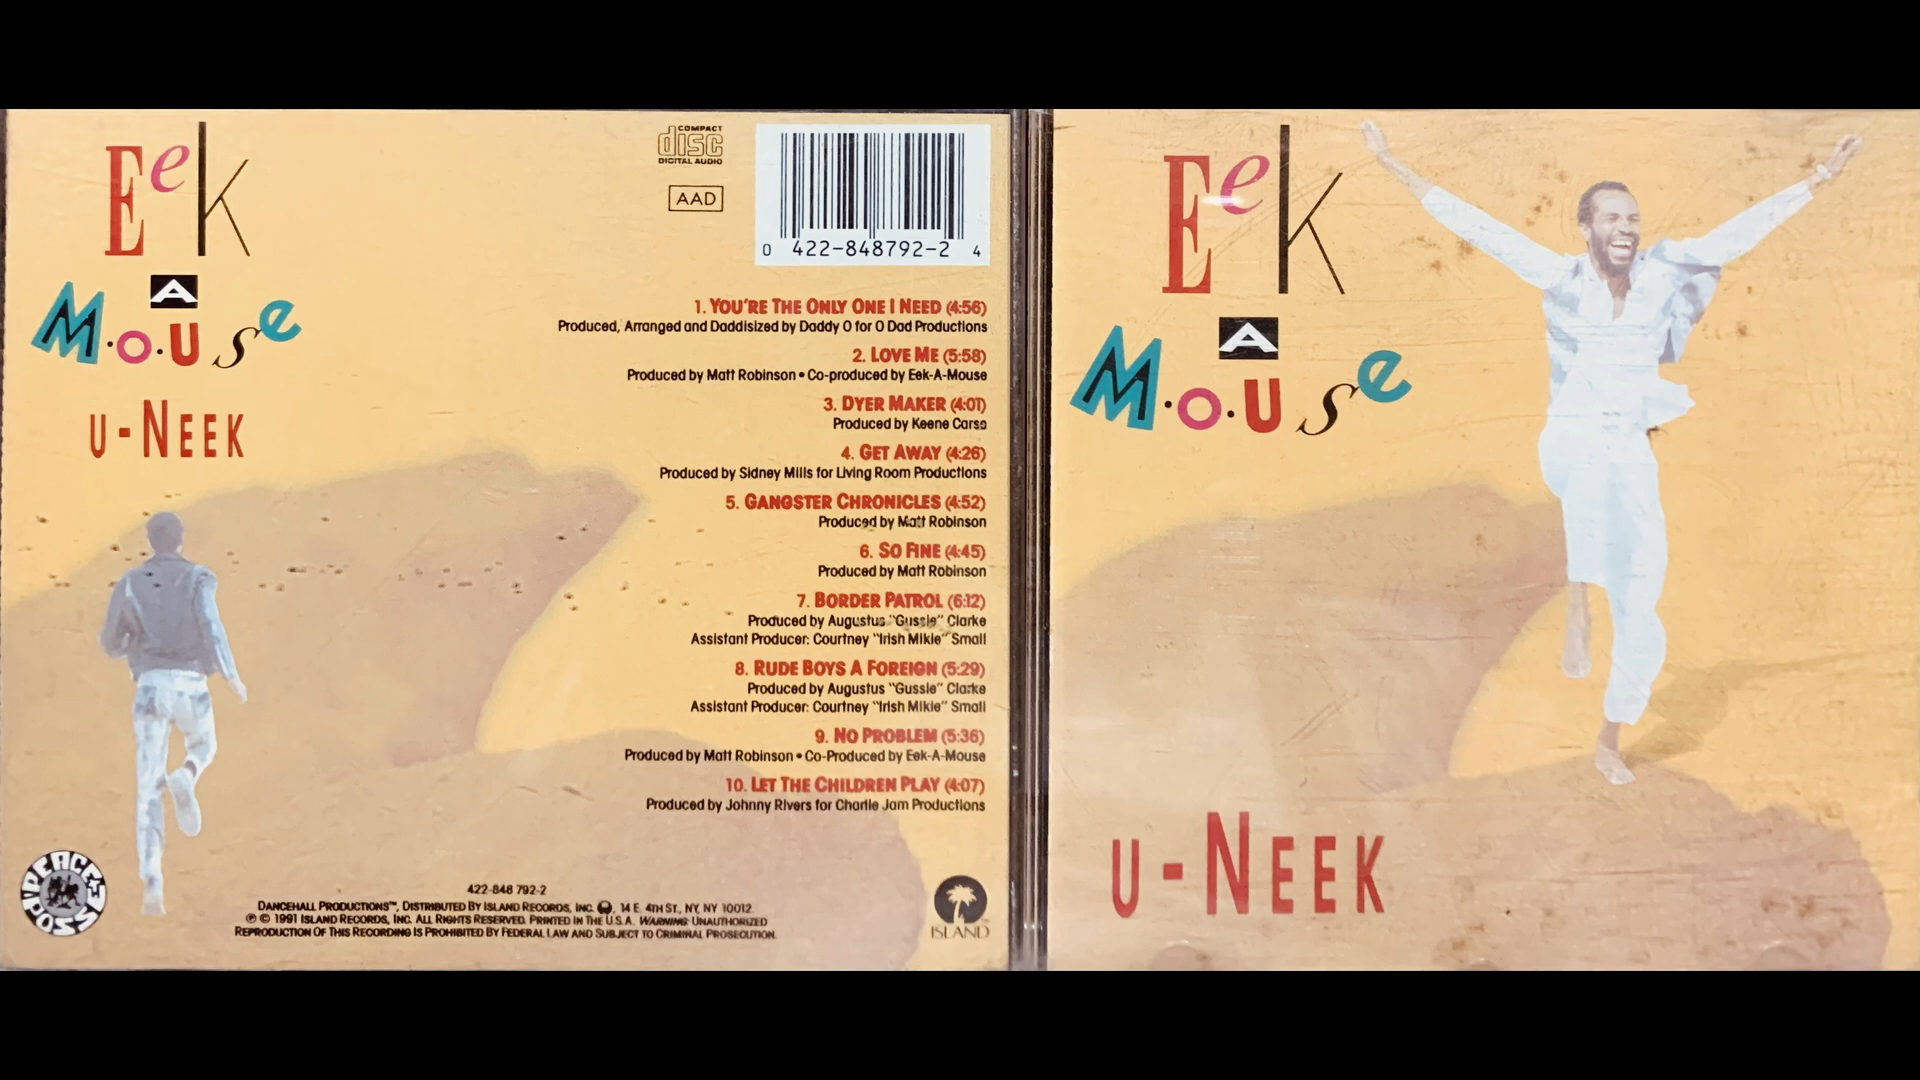 Eek
A
M.o.use
U-NEEK
COMPACT
disc
DIGITAL AUDIO
AAD
0 422-848792-2 4
1. YOU'RE THE ONLY ONE I NEED (4:56)
Produced, Arranged and Daddisized by Daddy O for O Dad Productions
2. LOVE ME (5:58)
Produced by Matt Robinson • Co-produced by Eek-A-Mouse
3. DYER MAKER (4:01)
Produced by Keene Carse
4. GET AWAY (4:26)
Produced by Sidney Mills for Living Room Productions
5. GANGSTER CHRONICLES (4:52)
Produced by Matt Robinson
6. SO FINE (4:45)
Produced by Matt Robinson
7. BORDER PATROL (6:12)
Produced by Augustus "Gussie" Clarke
Assistant Producer: Courtney "Irish Mikie" Small
8. RUDE BOYS A FOREIGN (5:29)
Produced by Augustus "Gussie" Clarke
Assistant Producer: Courtney "Irish Mikie" Small
9. NO PROBLEM (5:36)
Produced by Matt Robinson • Co-Produced by Eek-A-Mouse
10. LET THE CHILDREN PLAY (4:07)
Produced by Johnny Rivers for Charlie Jam Productions
PEACE POSSE
422-848 792-2
DANCEHALL PRODUCTIONS™, DISTRIBUTED BY ISLAND RECORDS, INC. 14 E. 4TH ST., NY, NY 10012.
℗ © 1991 ISLAND RECORDS, INC. ALL RIGHTS RESERVED. PRINTED IN THE U.S.A. WARNING: UNAUTHORIZED
REPRODUCTION OF THIS RECORDING IS PROHIBITED BY FEDERAL LAW AND SUBJECT TO CRIMINAL PROSECUTION.
ISLAND
Eek
A
M.o.use
U-NEEK